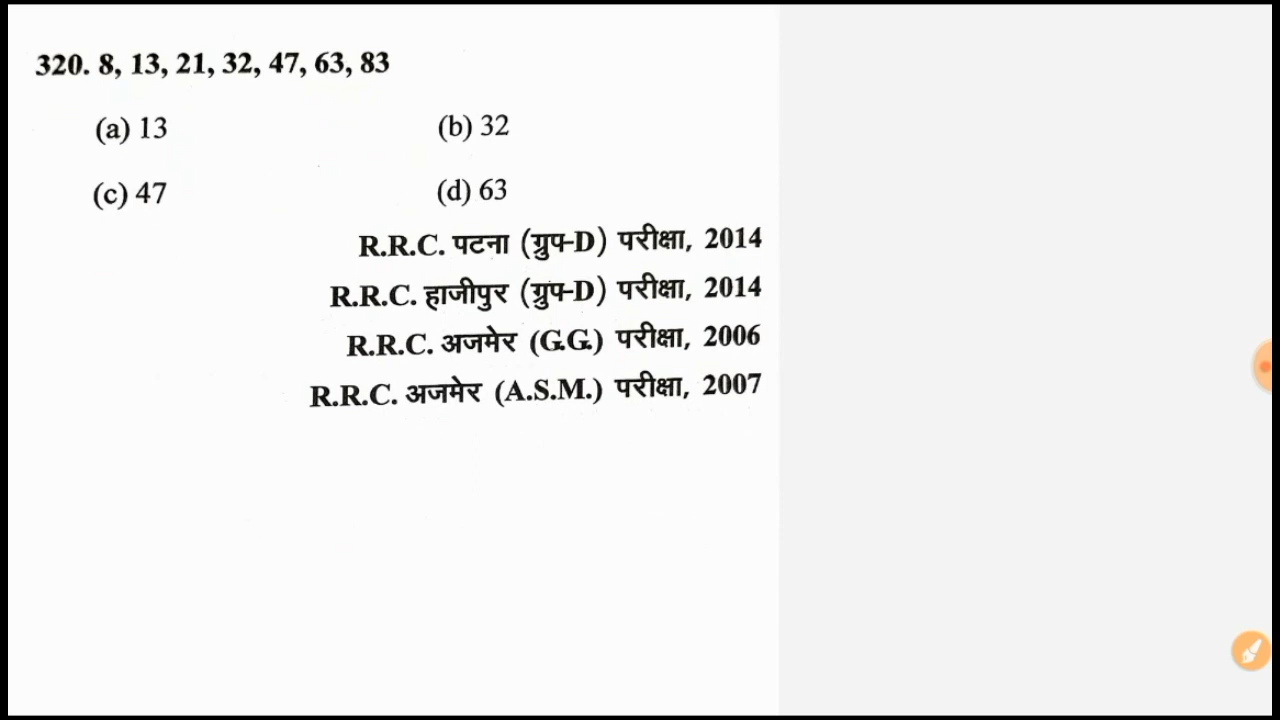 320. 8, 13, 21, 32, 47, 63, 83
(a) 13 (b) 32
(c) 47 (d) 63
R.R.C. पटना (ग्रुप-D) परीक्षा, 2014
R.R.C. हाजीपुर (ग्रुप-D) परीक्षा, 2014
R.R.C. अजमेर (G.G.) परीक्षा, 2006
R.R.C. अजमेर (A.S.M.) परीक्षा, 2007